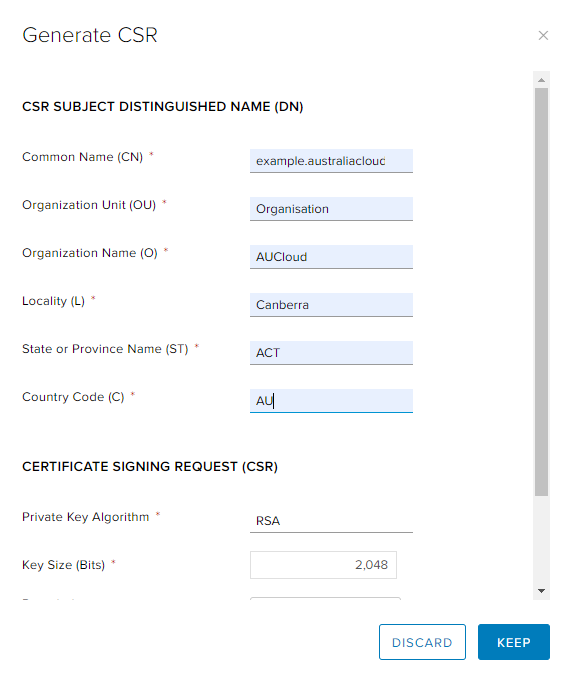 Generate CSR
CSR SUBJECT DISTINGUISHED NAME (DN)
Common Name (CN) * example.australiacloud
Organization Unit (OU) * Organisation
Organization Name (O) * AUCloud
Locality (L) * Canberra
State or Province Name (ST) * ACT
Country Code (C) * AU
CERTIFICATE SIGNING REQUEST (CSR)
Private Key Algorithm * RSA
Key Size (Bits) * 2,048
DISCARD KEEP